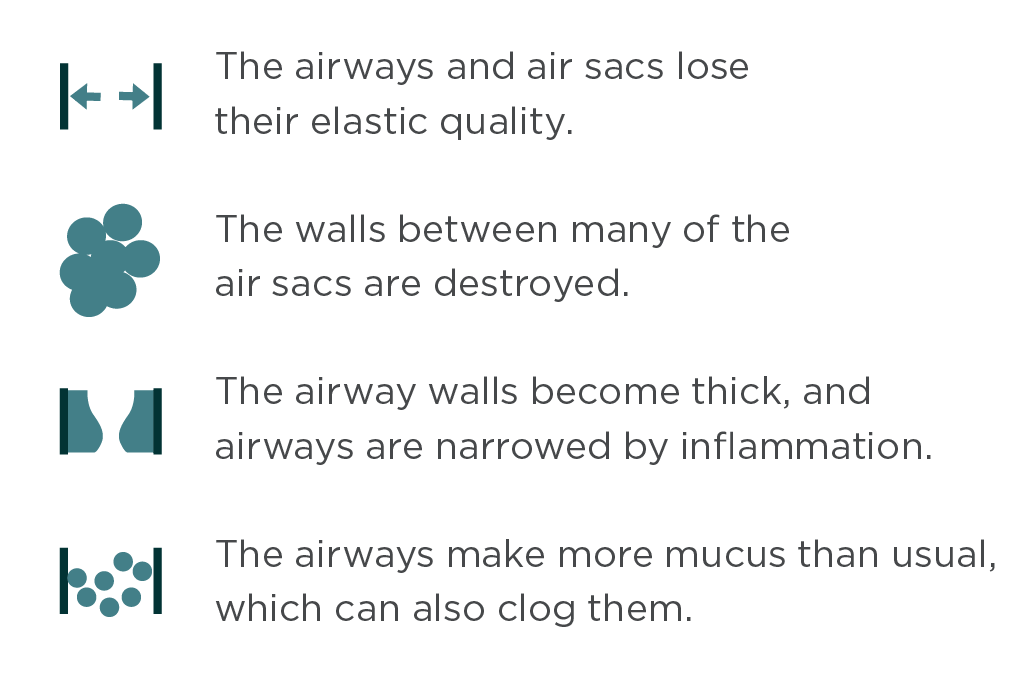 The airways and air sacs lose
their elastic quality.
The walls between many of the
air sacs are destroyed.
The airway walls become thick, and
airways are narrowed by inflammation.
The airways make more mucus than usual,
which can also clog them.